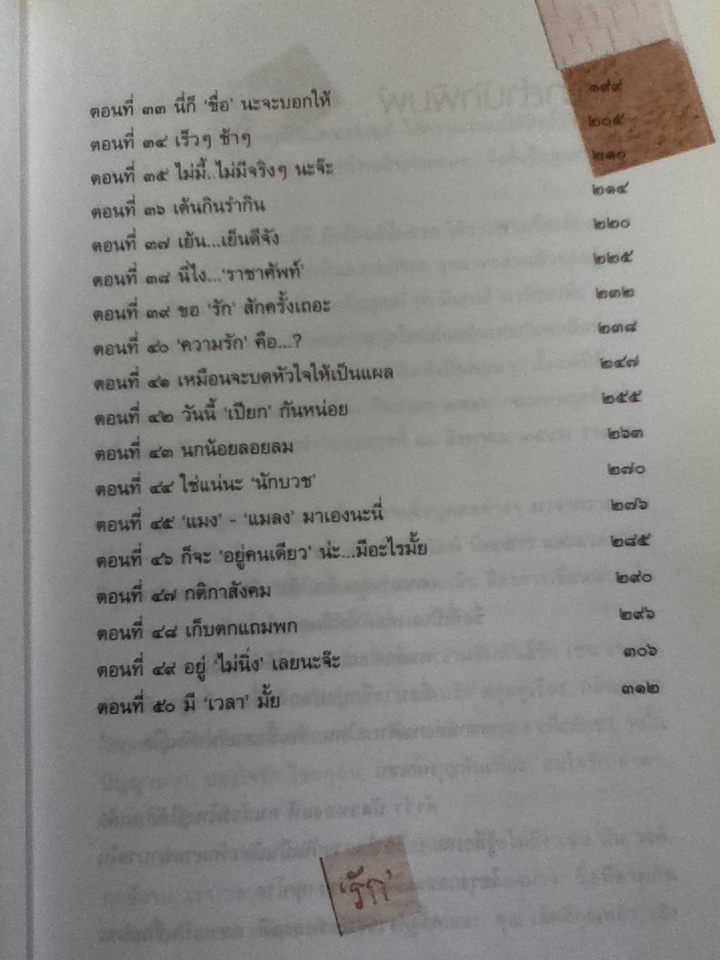 ตอนที่ ๓๓ นี่ก็ ‘ชื่อ’ นะจะบอกให้ ๑๙๙
ตอนที่ ๓๔ เร็วๆ ช้าๆ ๒๐๕
ตอนที่ ๓๕ ไม่มี้..ไม่มีจริงๆ นะจ๊ะ ๒๑๐
ตอนที่ ๓๖ เต้นกินรำกิน ๒๑๔
ตอนที่ ๓๗ เย้น...เย็นดีจัง ๒๒๐
ตอนที่ ๓๘ นี่ไง...‘ราชาศัพท์’ ๒๒๕
ตอนที่ ๓๙ ขอ ‘รัก’ สักครั้งเถอะ ๒๓๒
ตอนที่ ๔๐ ‘ความรัก’ คือ...? ๒๓๘
ตอนที่ ๔๑ เหมือนจะบดหัวใจให้เป็นแผล ๒๔๗
ตอนที่ ๔๒ วันนี้ ‘เปียก’ กันหน่อย ๒๕๕
ตอนที่ ๔๓ นกน้อยลอยลม ๒๖๓
ตอนที่ ๔๔ ใช่แน่นะ ‘นักบวช’ ๒๗๐
ตอนที่ ๔๕ ‘แมง’ - ‘แมลง’ มาเองนะนี่ ๒๗๖
ตอนที่ ๔๖ ก็จะ ‘อยู่คนเดียว’ น่ะ...มีอะไรมั้ย ๒๘๕
ตอนที่ ๔๗ กติกาสังคม ๒๙๐
ตอนที่ ๔๘ เก็บตกแถมพก ๒๙๖
ตอนที่ ๔๙ อยู่ ‘ไม่นิ่ง’ เลยนะจ๊ะ ๓๐๖
ตอนที่ ๕๐ มี ‘เวลา’ มั้ย ๓๑๒
‘รัก’